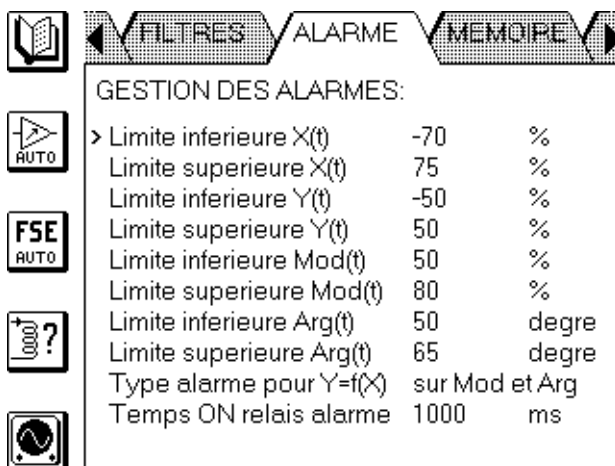 FILTRES ALARME MEMOIRE
GESTION DES ALARMES:
AUTO
> Limite inferieure X(t) -70 %
Limite superieure X(t) 75 %
Limite inferieure Y(t) -50 %
FSE
AUTO
Limite superieure Y(t) 50 %
Limite inferieure Mod(t) 50 %
Limite superieure Mod(t) 80 %
?
Limite inferieure Arg(t) 50 degre
Limite superieure Arg(t) 65 degre
Type alarme pour Y=f(X) sur Mod et Arg
Temps ON relais alarme 1000 ms